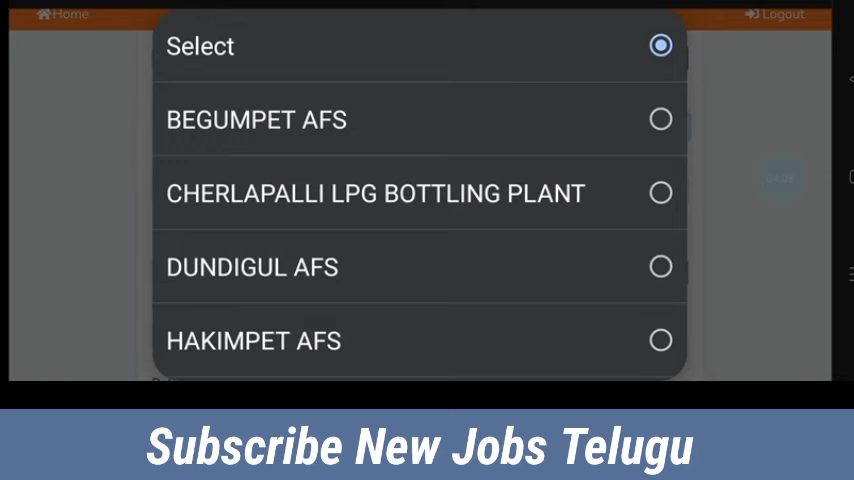 Home
Logout
Select
BEGUMPET AFS
CHERLAPALLI LPG BOTTLING PLANT
DUNDIGUL AFS
HAKIMPET AFS
Subscribe New Jobs Telugu